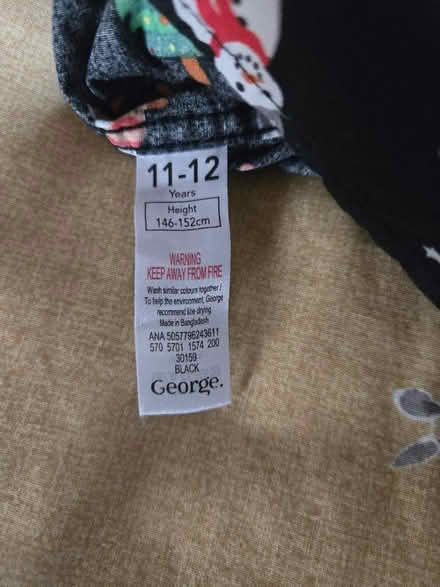 11-12
Years
Height
146-152cm
WARNING
KEEP AWAY FROM FIRE
Wash similar colours together /
To help the environment, George
recommend line drying.
Made in Bangladesh
ANA 5057796243611
570 5701 1574 200
30159
BLACK
George.